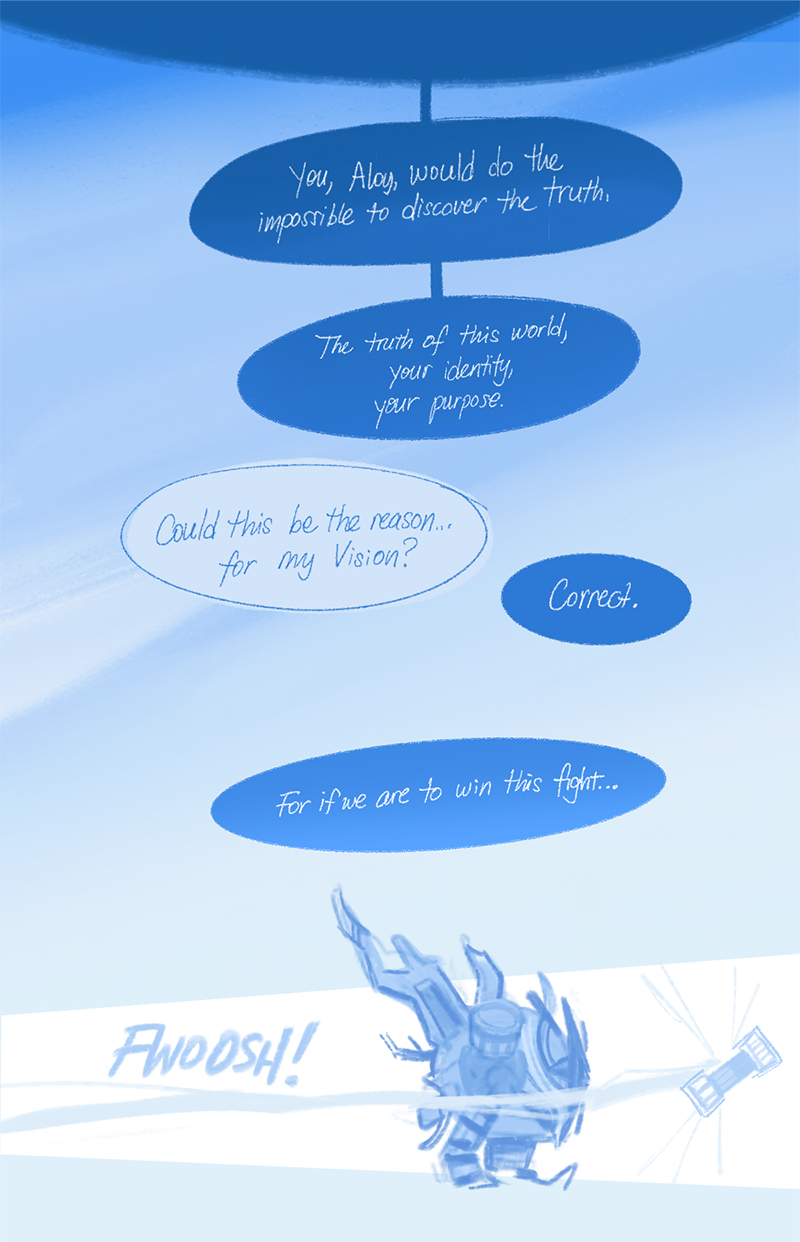 You, Aloy, would do the
impossible to discover the truth.
The truth of this world,
your identity,
your purpose.
Could this be the reason...
for my Vision?
Correct.
For if we are to win this fight...
FWOOSH!